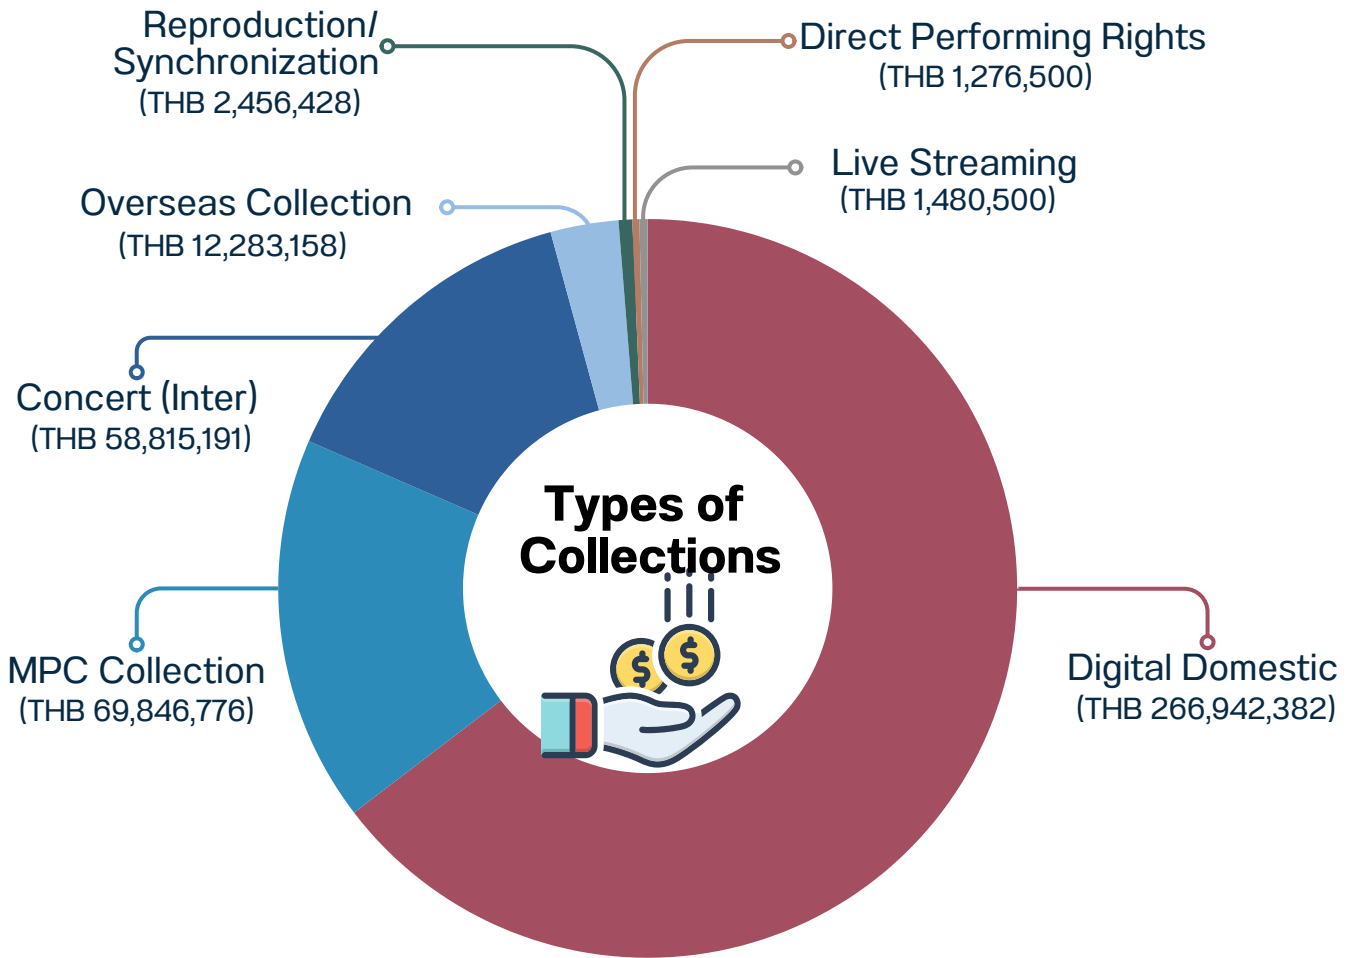 Reproduction/
Synchronization
(THB 2,456,428)
Direct Performing Rights
(THB 1,276,500)
Live Streaming
(THB 1,480,500)
Overseas Collection
(THB 12,283,158)
Concert (Inter)
(THB 58,815,191)
Types of
Collections
$ $
MPC Collection
(THB 69,846,776)
Digital Domestic
(THB 266,942,382)